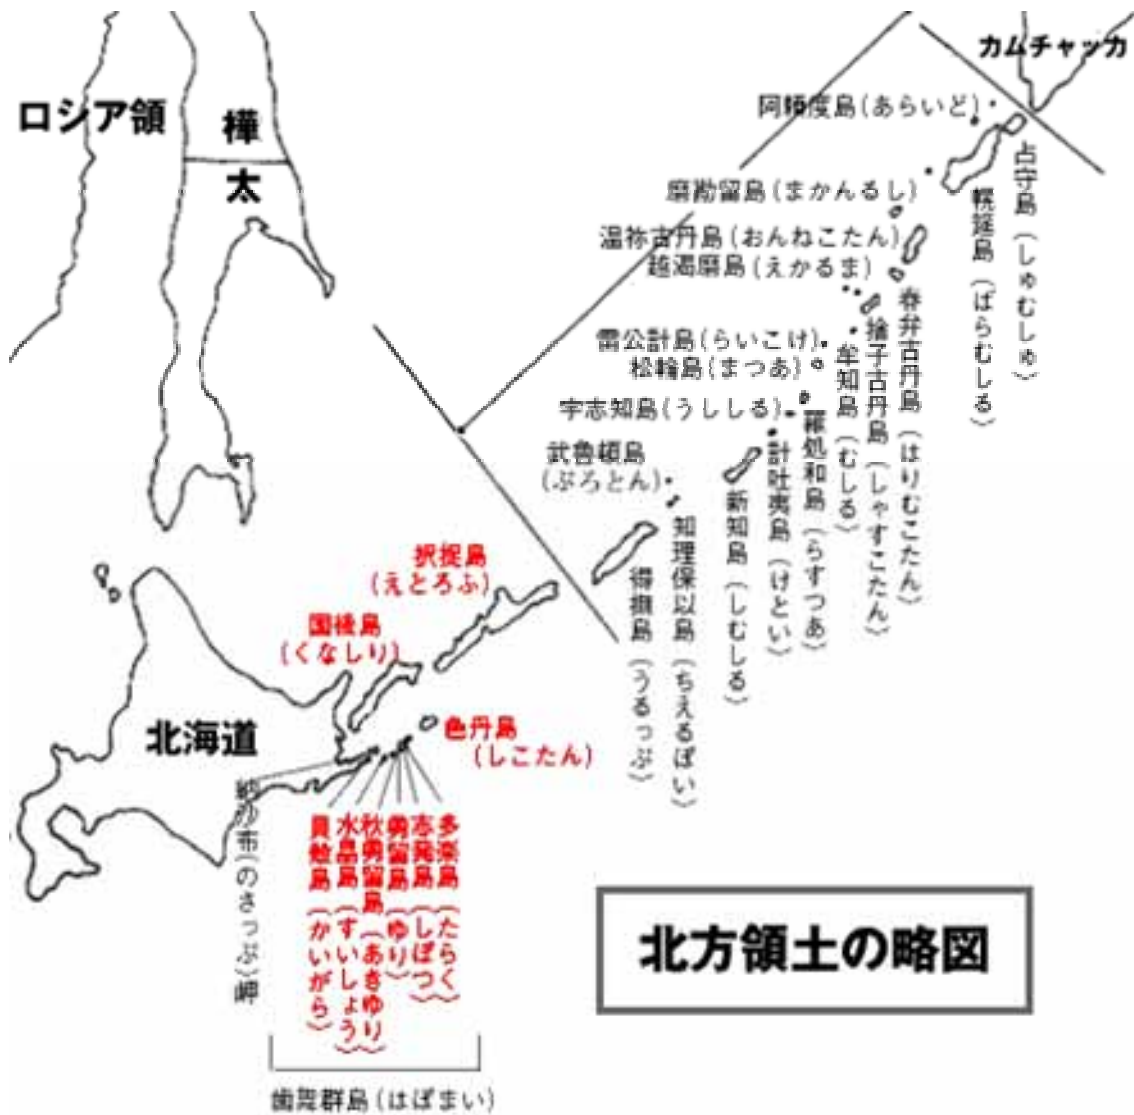 カムチャッカ
ロシア領
樺
太
阿頼度島(あらいど)
占守島(しゅむしゅ)
幌筵島(ぱらむしる)
磨勘留島(まかんるし)
温祢古丹島(おんねこたん)
越渇磨島(えかるま)
春弁古丹島(はりむこたん)
捨子古丹島(しゃすこたん)
牟知島(むしる)
雷公計島(らいこけ)
松輪島(まつあ)
羅処和島(らすつあ)
宇志知島(うししる)
計吐夷島(けとい)
新知島(しむしる)
武魯頓島
(ぶろとん)
知理保以島(ちえるぽい)
得撫島(うるっぷ)
択捉島
(えとろふ)
国後島
(くなしり)
色丹島
(しこたん)
北海道
納沙布(のさっぷ)岬
多楽島(たらく)
志発島(しぼつ)
勇留島(ゆり)
秋勇留島(あきゆり)
水晶島(すいしょう)
貝殻島(かいがら)
歯舞群島(はぼまい)
北方領土の略図